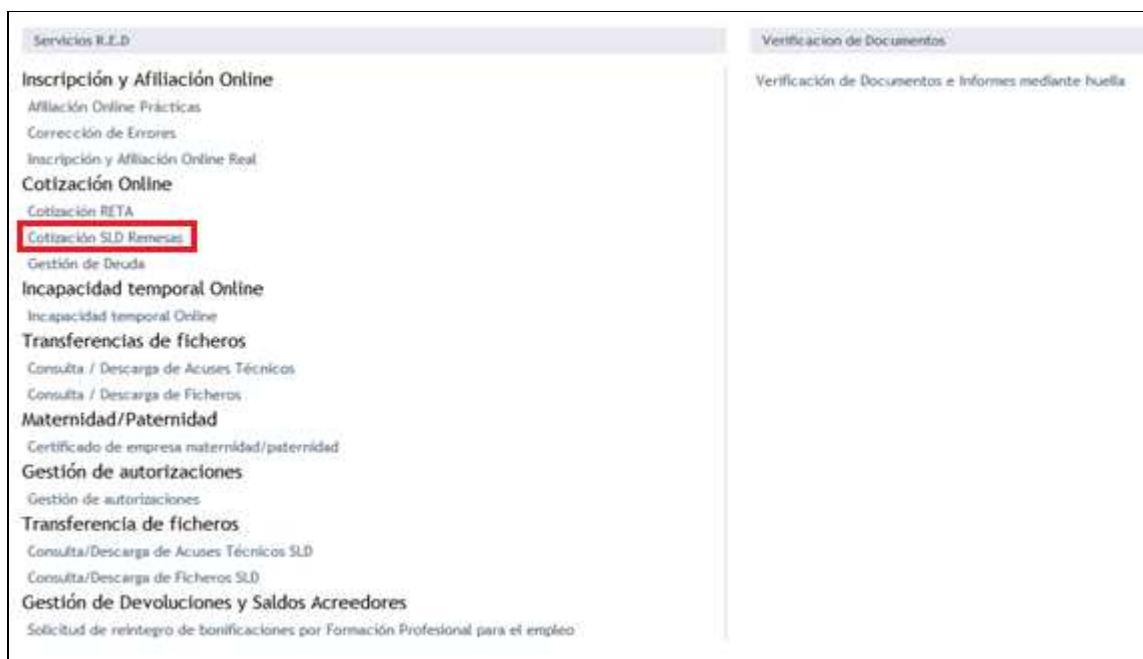 Servicios R.E.D
Inscripción y Afiliación Online
Afiliación Online Prácticas
Corrección de Errores
Inscripción y Afiliación Online Real
Cotización Online
Cotización RETA
Cotización SLD Remesas
Gestión de Deuda
Incapacidad temporal Online
Incapacidad temporal Online
Transferencias de ficheros
Consulta / Descarga de Acuses Técnicos
Consulta / Descarga de Ficheros
Maternidad/Paternidad
Certificado de empresa maternidad/paternidad
Gestión de autorizaciones
Gestión de autorizaciones
Transferencia de ficheros
Consulta/Descarga de Acuses Técnicos SLD
Consulta/Descarga de Ficheros SLD
Gestión de Devoluciones y Saldos Acreedores
Solicitud de reintegro de bonificaciones por Formación Profesional para el empleo
Verificacion de Documentos
Verificación de Documentos e Informes mediante huella